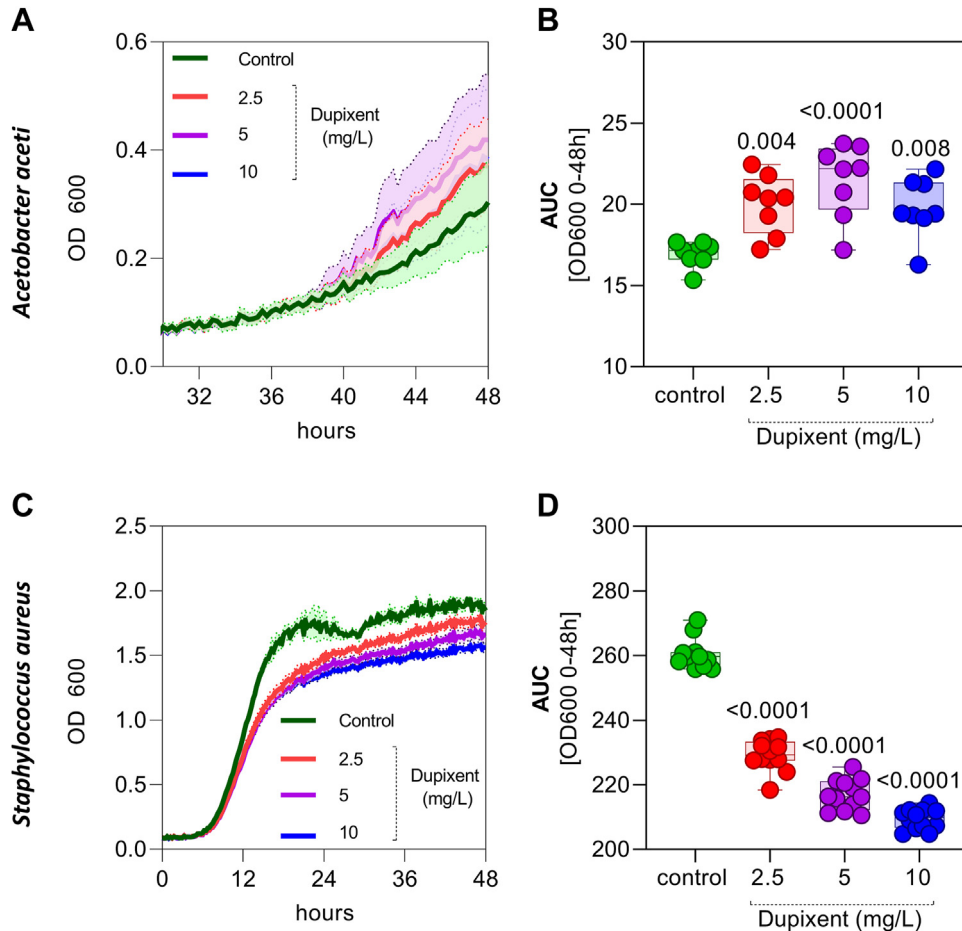 A
Acetobacter aceti
OD 600
0.6
0.4
0.2
0.0
Control
2.5
5
10
Dupixent
(mg/L)
32 36 40 44 48
hours
B
AUC
[OD600 0-48h]
30
25
20
15
10
0.004
<0.0001
0.008
control 2.5 5 10
Dupixent (mg/L)
C
Staphylococcus aureus
OD 600
2.5
2.0
1.5
1.0
0.5
0.0
Control
2.5
5
10
Dupixent
(mg/L)
0 12 24 36 48
hours
D
AUC
[OD600 0-48h]
300
280
260
240
220
200
<0.0001
<0.0001
<0.0001
control 2.5 5 10
Dupixent (mg/L)